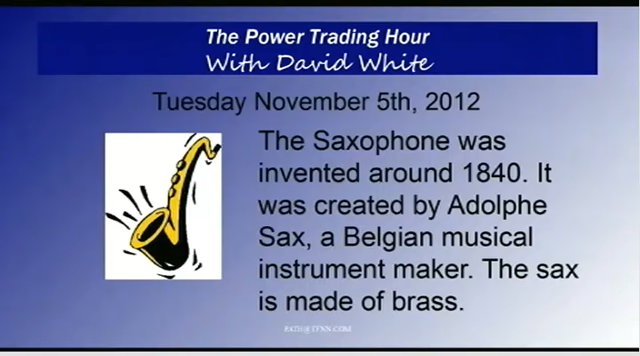 The Power Trading Hour
With David White
Tuesday November 5th, 2012
The Saxophone was
invented around 1840. It
was created by Adolphe
Sax, a Belgian musical
instrument maker. The sax
is made of brass.